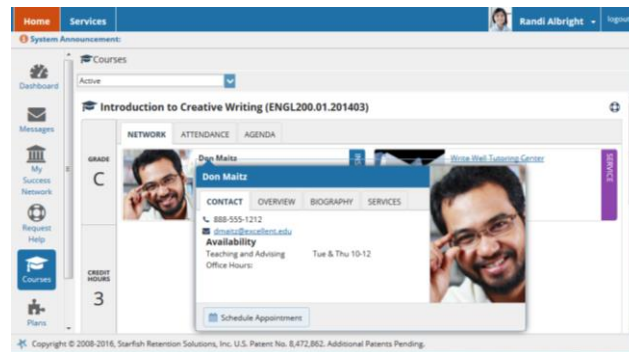 Home Services Randi Albright logout
System Announcement:
Dashboard
Messages
My
Success
Network
Request
Help
Courses
Plans
Courses
Active
Introduction to Creative Writing (ENGL200.01.201403)
NETWORK ATTENDANCE AGENDA
GRADE
C
CREDIT
HOURS
3
Don Maitz
Write Well Tutoring Center
SERVICE
Don Maitz
CONTACT OVERVIEW BIOGRAPHY SERVICES
888-555-1212
dmaitz@excellent.edu
Availability
Teaching and Advising Tue & Thu 10-12
Office Hours:
Schedule Appointment
Copyright © 2008-2016, Starfish Retention Solutions, Inc. U.S. Patent No. 8,472,862. Additional Patents Pending.